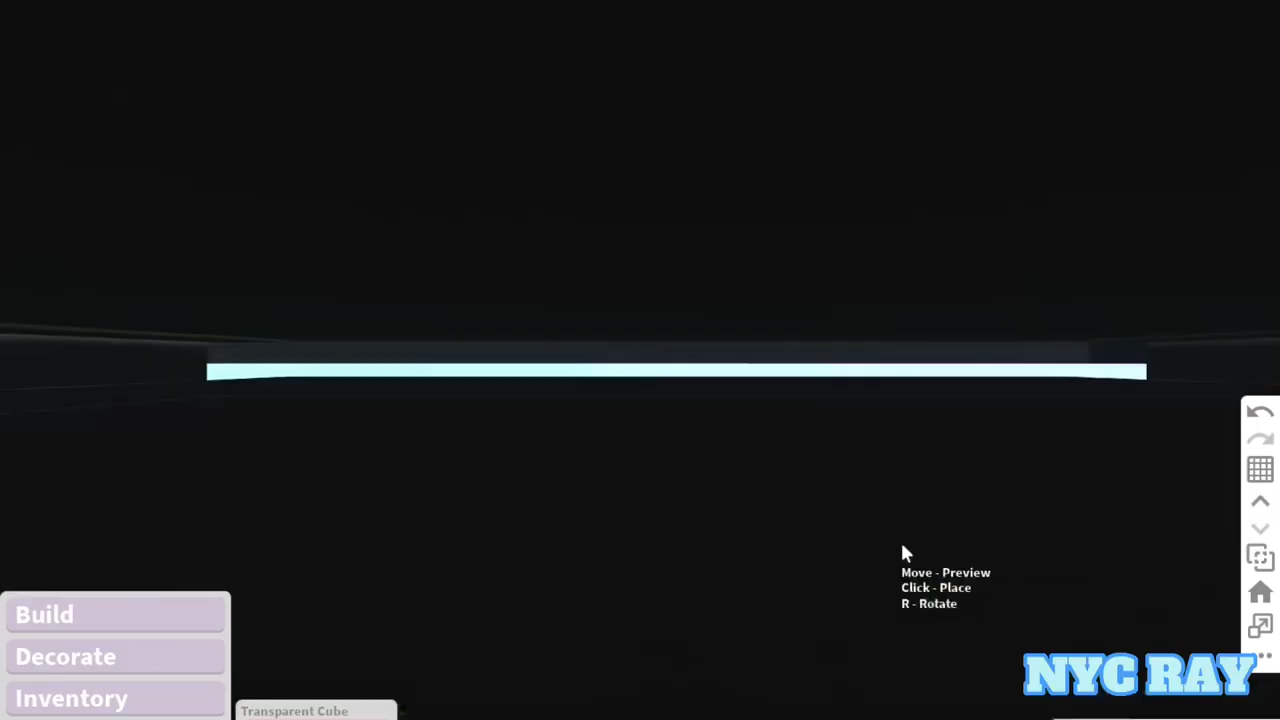 Move - Preview
Click - Place
R - Rotate
Build
Decorate
Inventory
Transparent Cube
NYC RAY